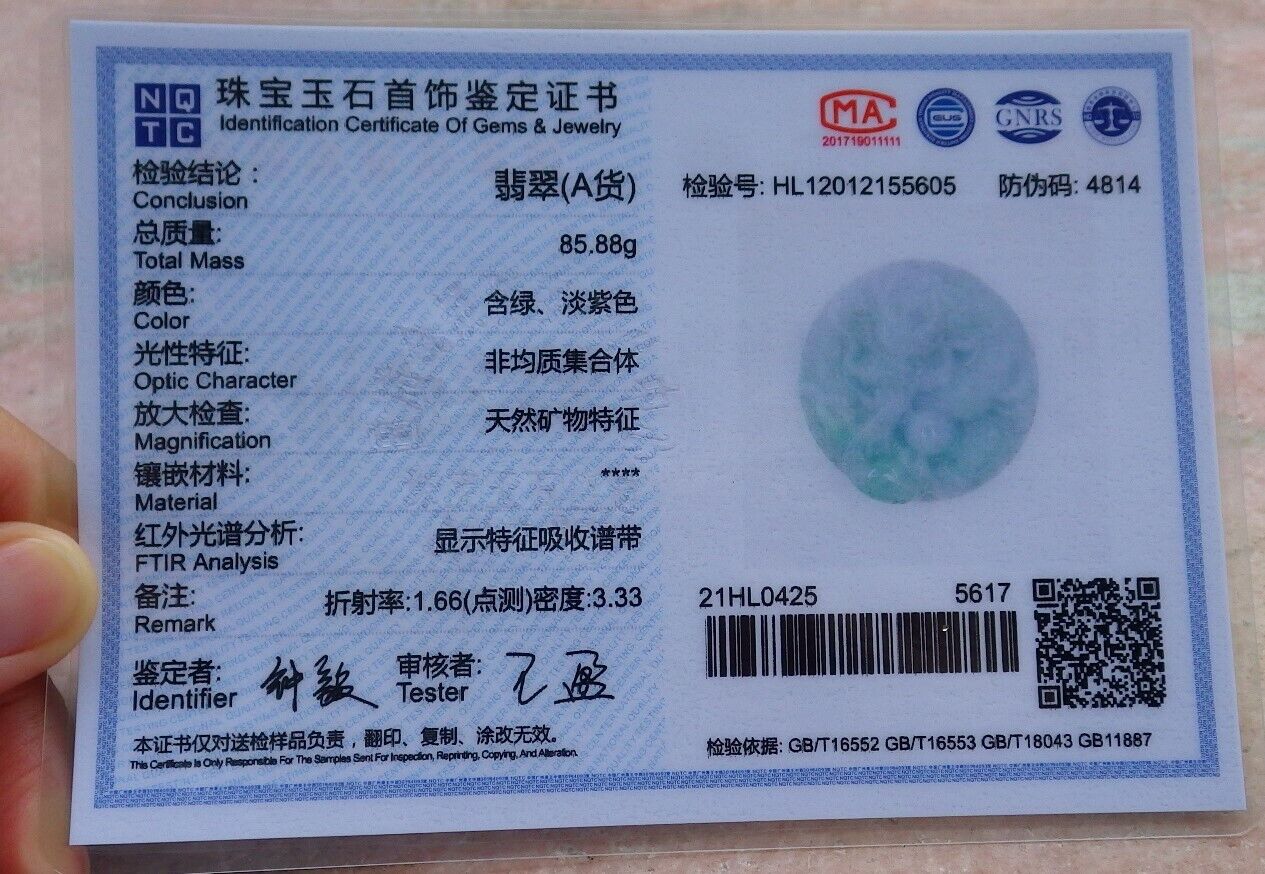 NQ
TC
珠宝玉石首饰鉴定证书
Identification Certificate Of Gems & Jewelry
MA
201719011111
GUS
GNRS
检验结论：
Conclusion
翡翠(A货)
检验号: HL12012155605
防伪码: 4814
总质量:
Total Mass
85.88g
颜色:
Color
含绿、淡紫色
光性特征:
Optic Character
非均质集合体
放大检查:
Magnification
天然矿物特征
镶嵌材料:
Material
****
红外光谱分析:
FTIR Analysis
显示特征吸收谱带
备注:
Remark
折射率:1.66(点测)密度:3.33
21HL0425
5617
鉴定者:
Identifier
审核者:
Tester
王盈
本证书仅对送检样品负责，翻印、复制、涂改无效。
This Certificate Is Only Responsible For The Samples Sent For Inspection, Reprinting, Copying, And Alteration.
检验依据: GB/T16552 GB/T16553 GB/T18043 GB11887